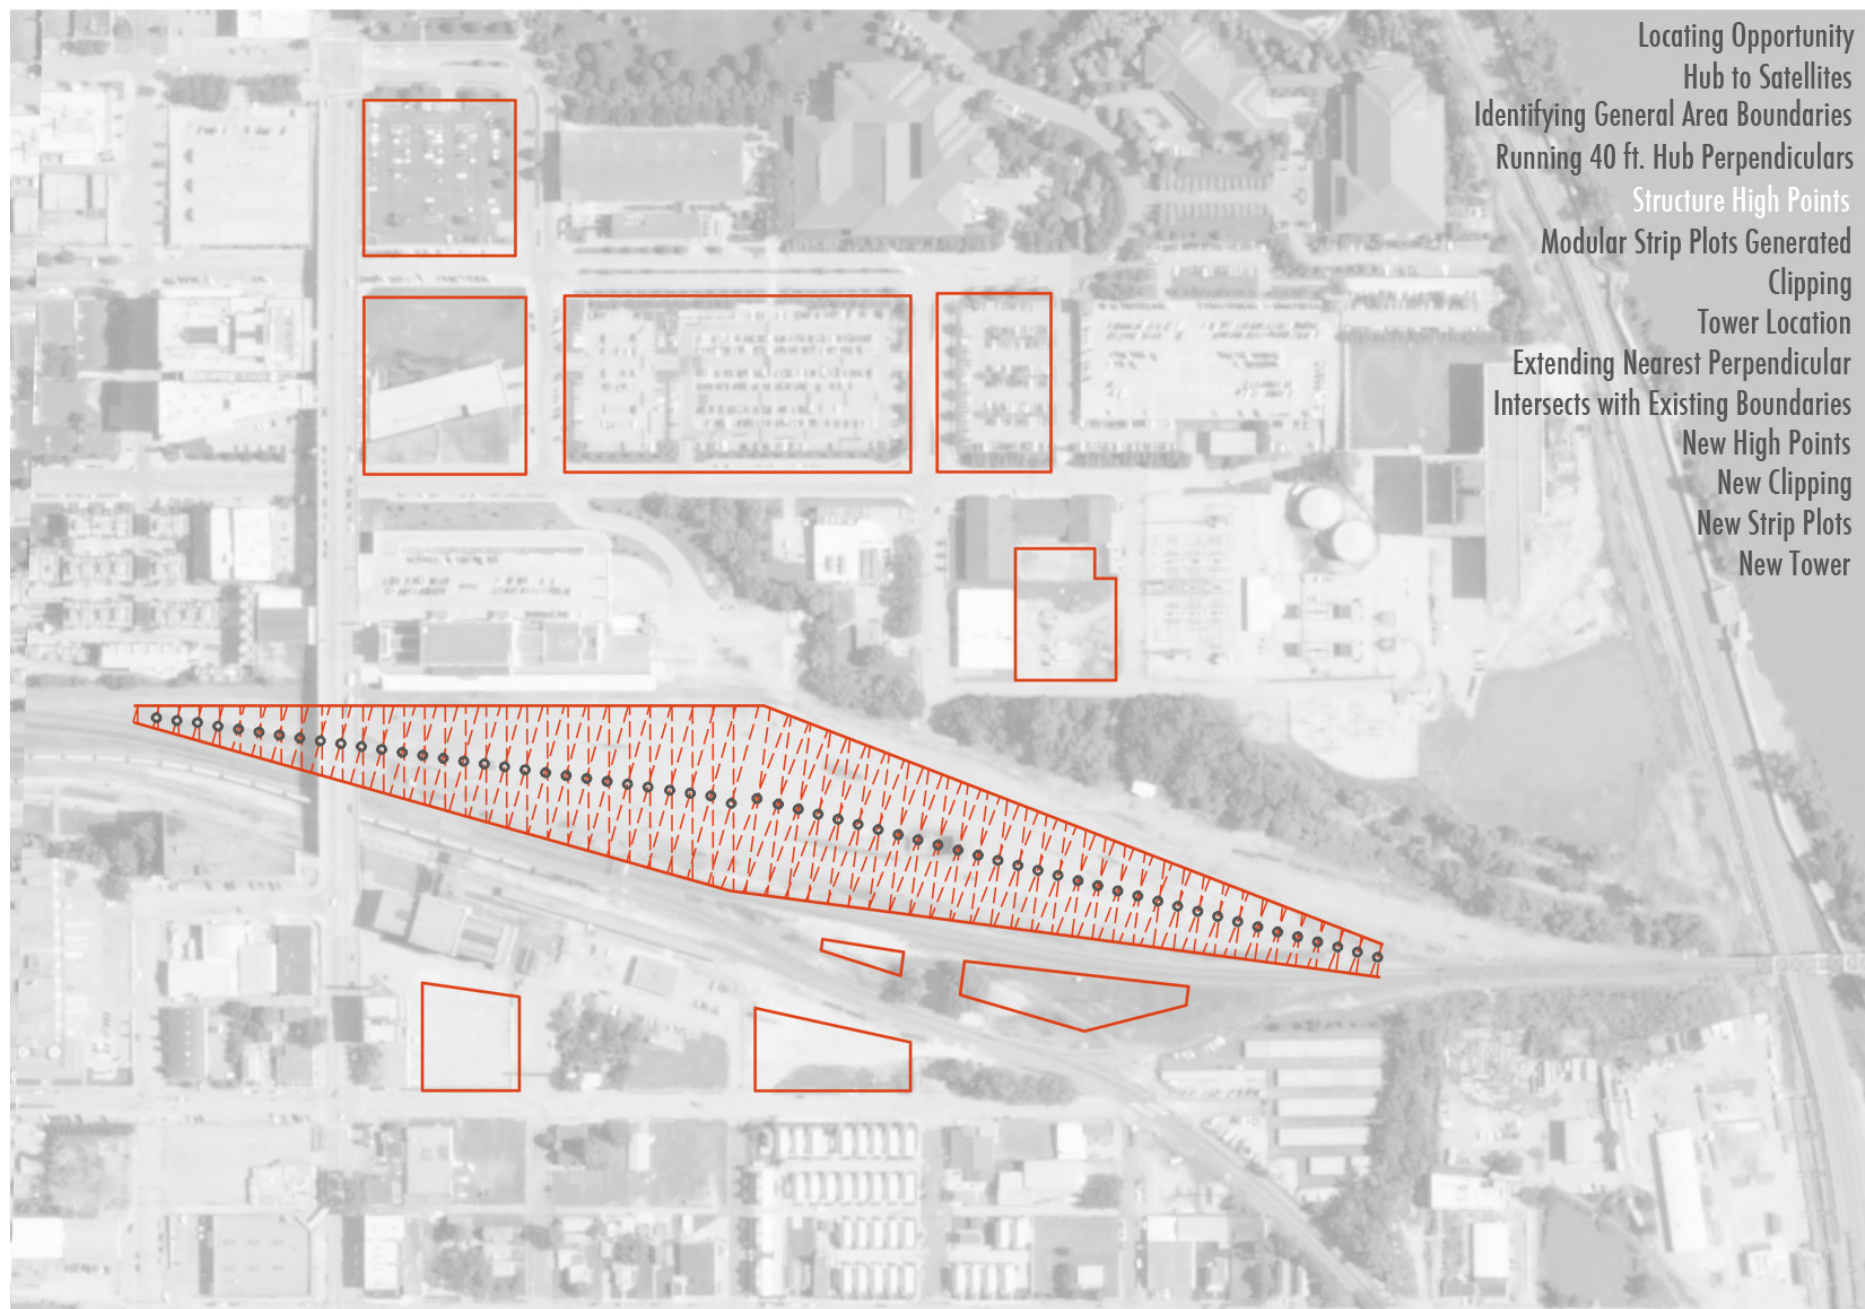 Locating Opportunity
Hub to Satellites
Identifying General Area Boundaries
Running 40 ft. Hub Perpendiculars
Structure High Points
Modular Strip Plots Generated
Clipping
Tower Location
Extending Nearest Perpendicular
Intersects with Existing Boundaries
New High Points
New Clipping
New Strip Plots
New Tower